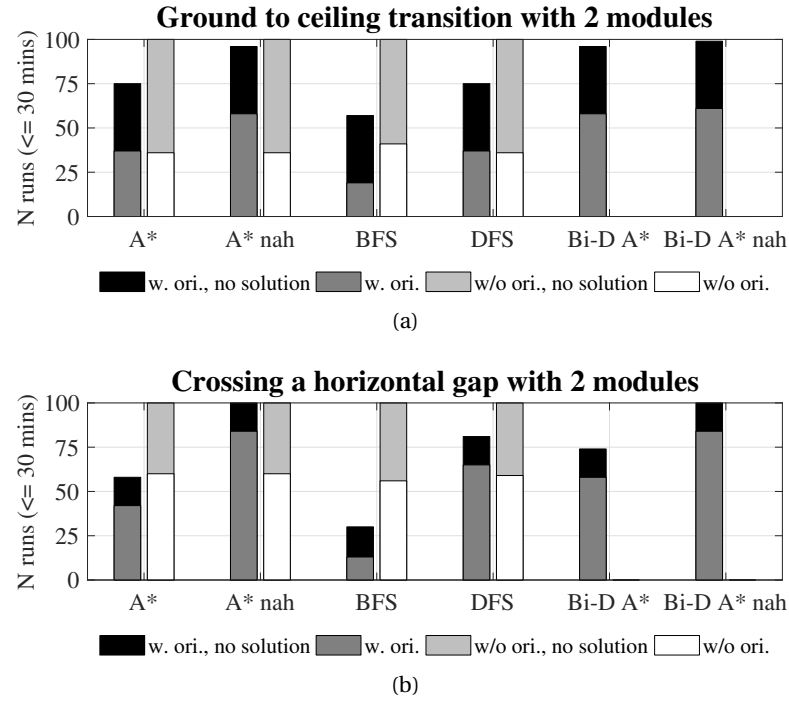 Ground to ceiling transition with 2 modules
N runs (<= 30 mins)
100
75
50
25
0
A* A* nah BFS DFS Bi-D A* Bi-D A* nah
w. ori., no solution w. ori. w/o ori., no solution w/o ori.
(a)
Crossing a horizontal gap with 2 modules
N runs (<= 30 mins)
100
75
50
25
0
A* A* nah BFS DFS Bi-D A* Bi-D A* nah
w. ori., no solution w. ori. w/o ori., no solution w/o ori.
(b)